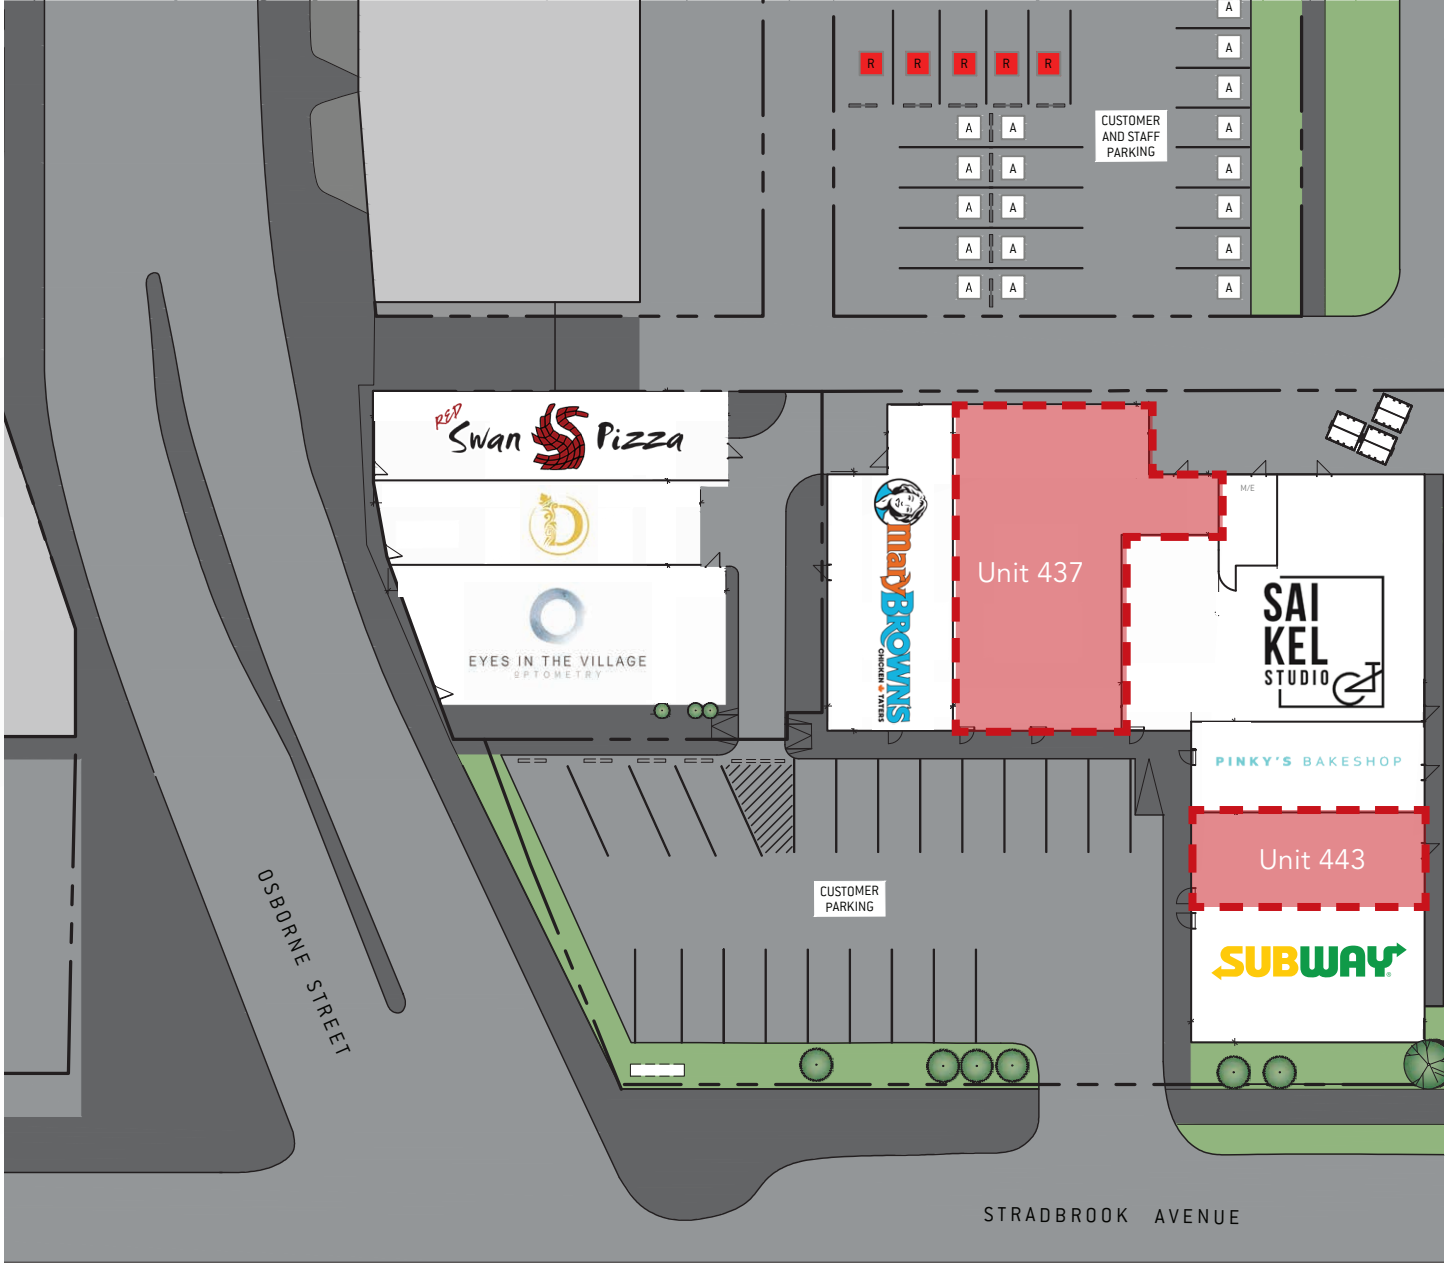 A
R R R R R
A
A
A A A
CUSTOMER
AND STAFF
PARKING
A A A
A A A
A A A
A A A
RED
Swan Pizza
D
EYES IN THE VILLAGE
OPTOMETRY
mary BROWNS
CHICKEN & TATERS
Unit 437
M/E
SAI
KEL
STUDIO
PINKY'S BAKESHOP
Unit 443
SUBWAY
CUSTOMER
PARKING
OSBORNE STREET
STRADBROOK AVENUE